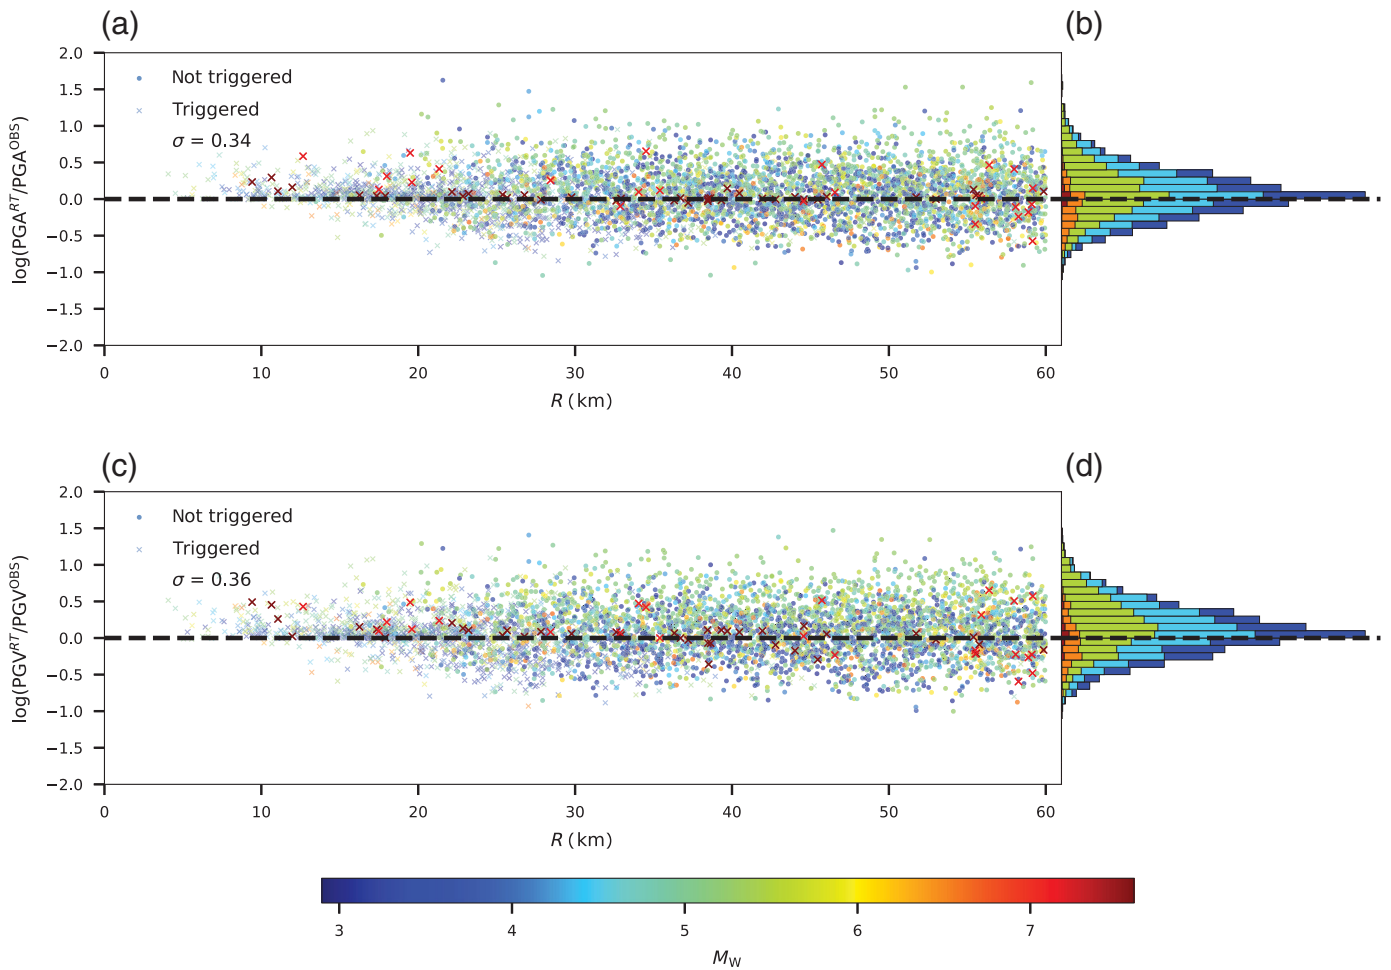 (a)
(b)
2.0
1.5
1.0
0.5
0.0
−0.5
−1.0
−1.5
−2.0
log(PGA^RT/PGA^OBS)
Not triggered
Triggered
σ = 0.34
0 10 20 30 40 50 60
R (km)
(c)
(d)
2.0
1.5
1.0
0.5
0.0
−0.5
−1.0
−1.5
−2.0
log(PGV^RT/PGV^OBS)
Not triggered
Triggered
σ = 0.36
0 10 20 30 40 50 60
R (km)
3 4 5 6 7
M_W